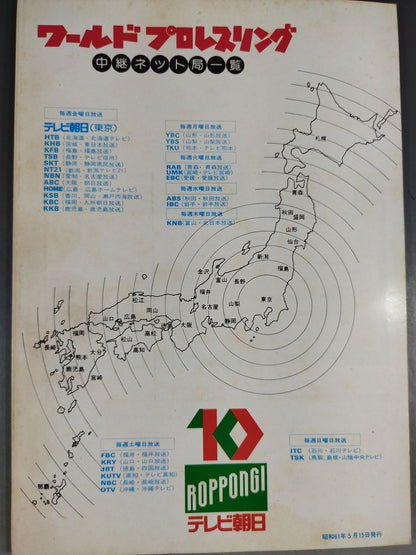 ワールド プロレスリング
中継ネット局一覧
毎週金曜日放送
テレビ朝日(東京)
HTB(北海道・北海道テレビ)
KHB(宮城・東日本放送)
KFB(福島・福島放送)
TSB(長野・テレビ信州)
SKT(静岡・静岡県民放送)
NT21(新潟・新潟テレビ21)
NBN(愛知・名古屋放送)
ABC(大阪・朝日放送)
HOME(広島・広島ホームテレビ)
KSB(香川、岡山・瀬戸内海放送)
KBC(福岡・九州朝日放送)
KKB(鹿児島・鹿児島放送)
毎週月曜日放送
YBC(山形・山形放送)
YBS(山梨・山梨放送)
TKU(熊本・テレビ熊本)
毎週火曜日放送
RAB(青森・青森放送)
UMK(宮崎・テレビ宮崎)
EBC(愛媛・愛媛放送)
毎週水曜日放送
ABS(秋田・秋田放送)
IBC(岩手・岩手放送)
毎週木曜日放送
KNB(富山・北日本放送)
札幌
青森
秋田
盛岡
山形
仙台
新潟
福島
金沢
富山
長野
福井
山梨
東京
名古屋
静岡
松江
岡山
広島
山口
大阪
高松
松山
高知
福岡
長崎
熊本
大分
鹿児島
宮崎
那覇
毎週土曜日放送
FBC(福井・福井放送)
KRY(山口・山口放送)
JRT(徳島・四国放送)
KUTV(高知・テレビ高知)
NBC(長崎・長崎放送)
OTV(沖縄・沖縄テレビ)
10
ROPPONGI
テレビ朝日
毎週日曜日放送
ITC(石川・石川テレビ)
TSK(鳥取、島根・山陰中央テレビ)
昭和61年5月15日発行